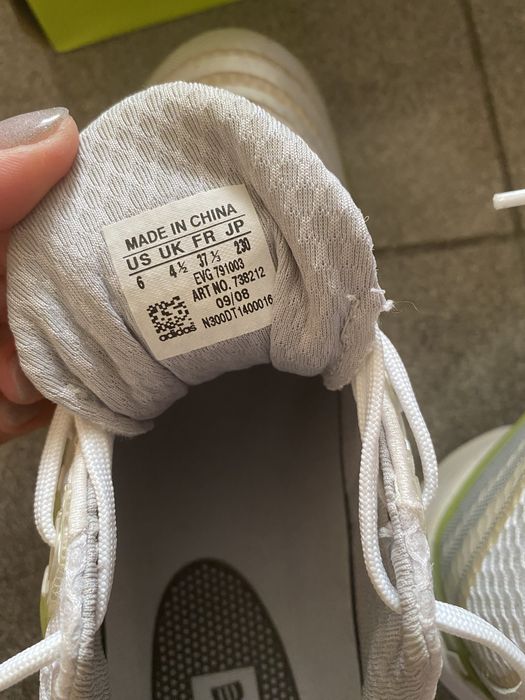 MADE IN CHINA
US UK FR JP
6 4½ 37⅓ 230
EVG 791003
ART NO. 738212
09/08
adidas N300DT1400016